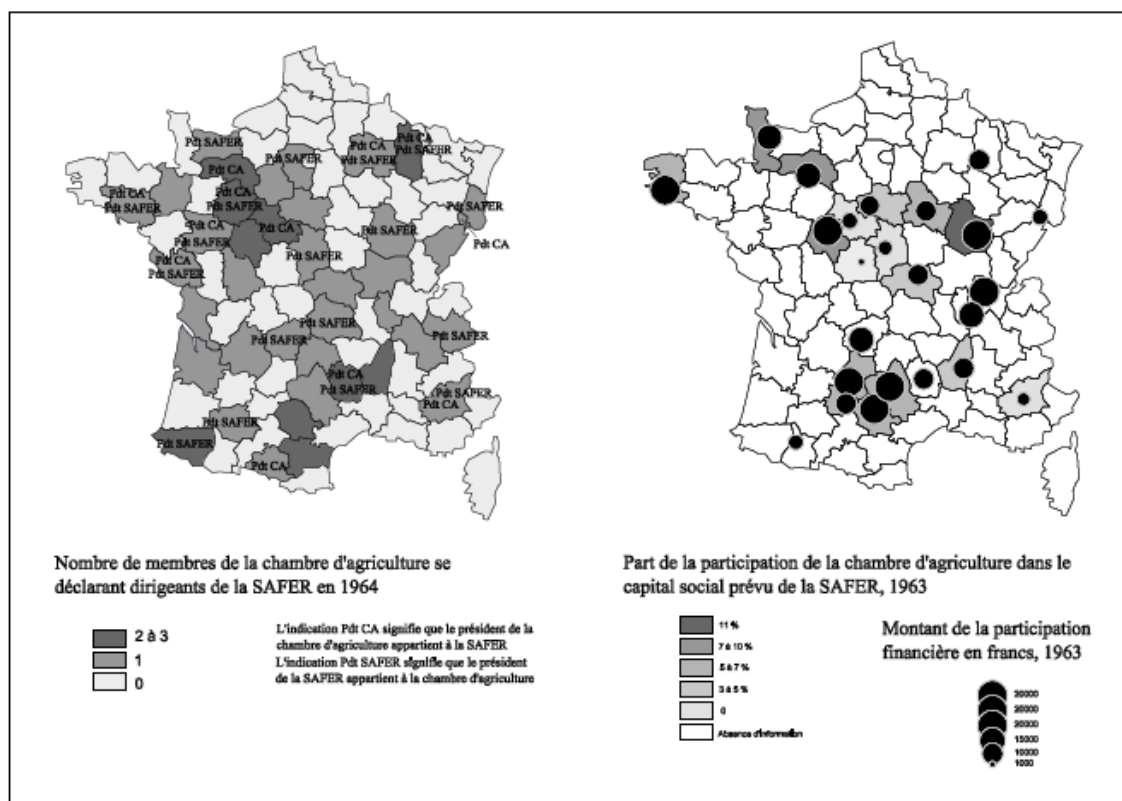 Pdt SAFER
Pdt CA
Pdt SAFER
Pdt CA
Pdt SAFER
Pdt SAFER
Pdt CA
Pdt CA
Pdt SAFER
Pdt CA
Pdt SAFER
Pdt CA
Pdt SAFER
Pdt CA
Pdt SAFER
Pdt SAFER
Pdt CA
Pdt CA
Pdt SAFER
Pdt SAFER
Pdt SAFER
Pdt SAFER
Pdt SAFER
Pdt CA
Pdt SAFER
Pdt SAFER
Pdt CA
Pdt SAFER
Pdt SAFER
Pdt CA
Nombre de membres de la chambre d'agriculture se
déclarant dirigeants de la SAFER en 1964
2 à 3
1
0
L'indication Pdt CA signifie que le président de la
chambre d'agriculture appartient à la SAFER
L'indication Pdt SAFER signifie que le président
de la SAFER appartient à la chambre d'agriculture
Part de la participation de la chambre d'agriculture dans le
capital social prévu de la SAFER, 1963
11 %
7 à 10 %
5 à 7 %
3 à 5 %
0
Absence d'information
Montant de la participation
financière en francs, 1963
20000
20000
15000
10000
1000